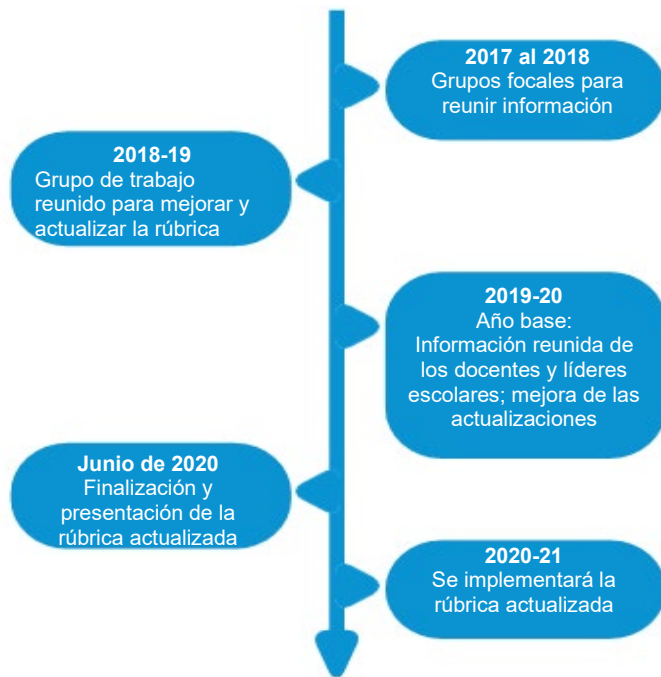 2017 al 2018
Grupos focales para
reunir información
2018-19
Grupo de trabajo
reunido para mejorar y
actualizar la rúbrica
2019-20
Año base:
Información reunida de
los docentes y líderes
escolares; mejora de las
actualizaciones
Junio de 2020
Finalización y
presentación de la
rúbrica actualizada
2020-21
Se implementará la
rúbrica actualizada